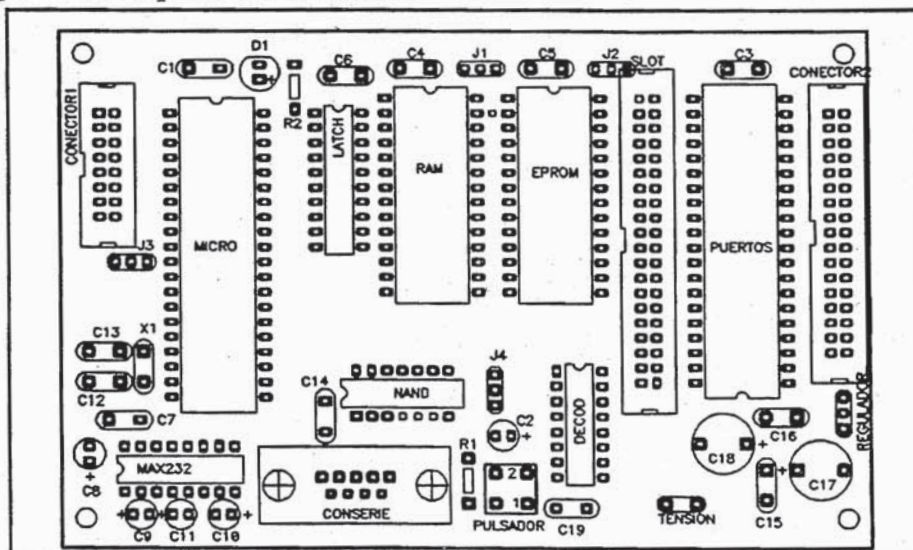 D1
C1
C6
C4
J1
C5
J2
C3
SLOT
CONECTOR2
CONECTOR1
R2
LATCH
RAM
EPROM
MICRO
PUERTOS
J3
C13
X1
C12
C7
C14
NAND
J4
C2
+
DECOD
REGULADOR
C16
C18
+
C17
+
C15
MAX232
C8
+
R1
2
1
PULSADOR
CONSERIE
C19
TENSION
+
C9
+
C11
C10
+
+